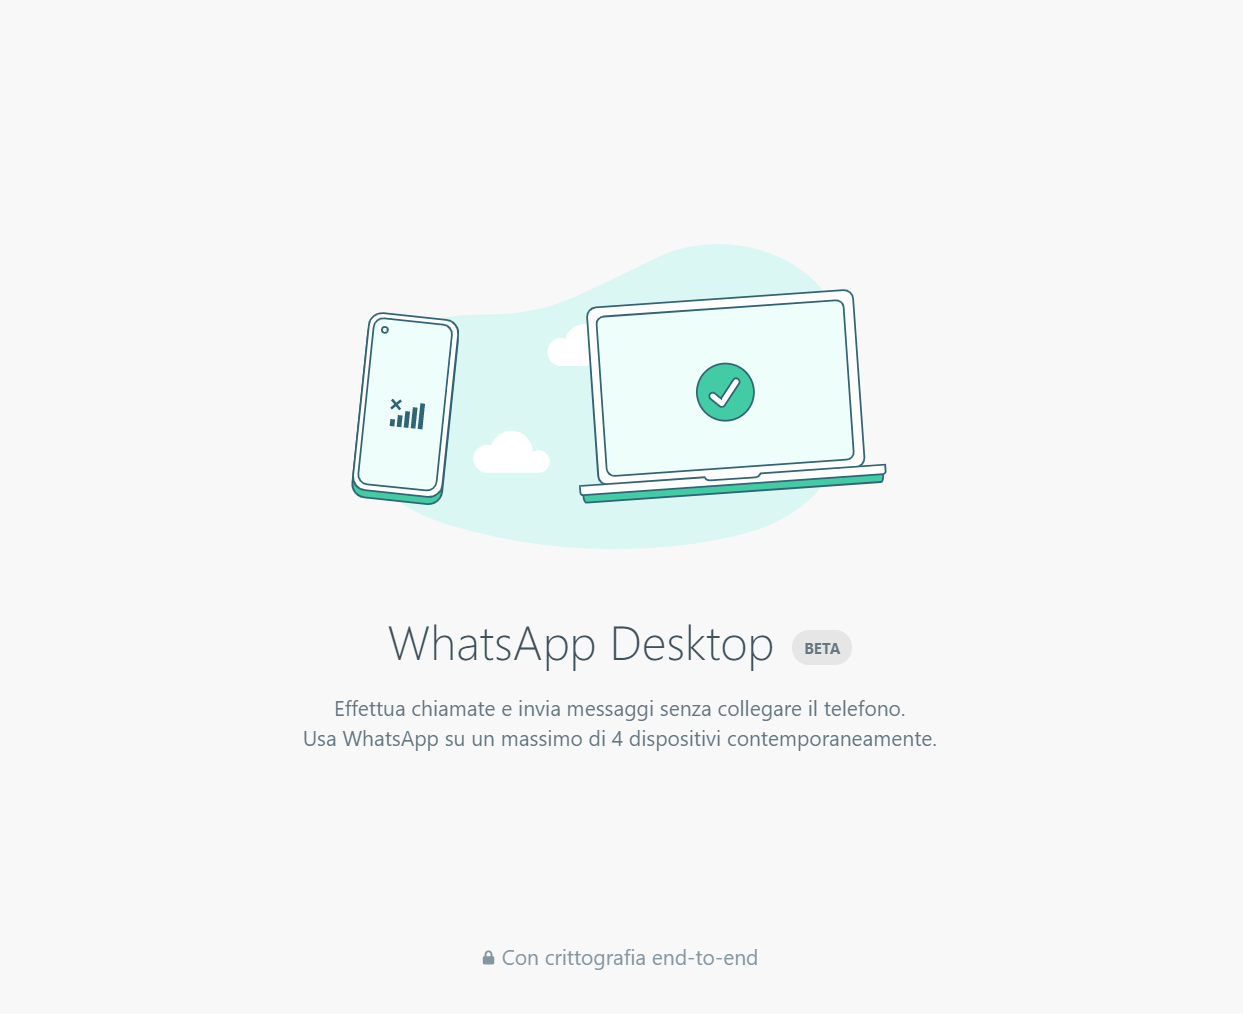 WhatsApp Desktop BETA
Effettua chiamate e invia messaggi senza collegare il telefono.
Usa WhatsApp su un massimo di 4 dispositivi contemporaneamente.
Con crittografia end-to-end